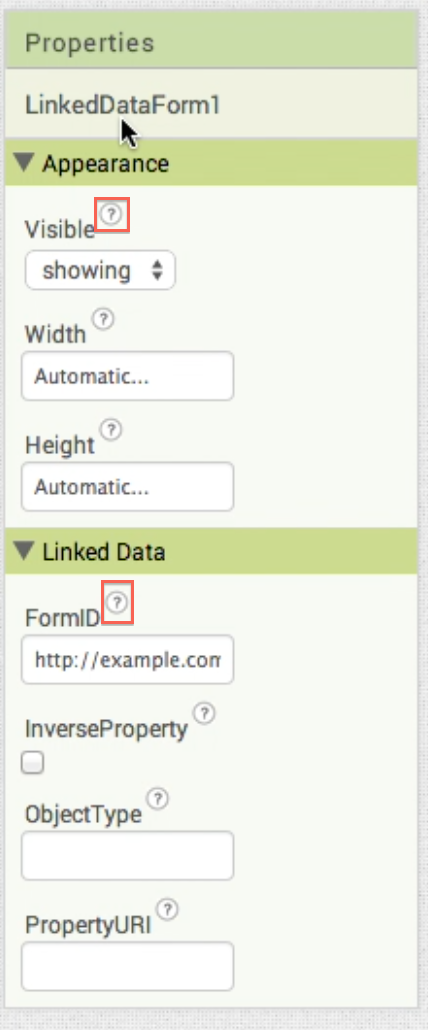 Properties
LinkedDataForm1
Appearance
Visible ?
showing
Width ?
Automatic...
Height ?
Automatic...
Linked Data
FormID ?
http://example.com
InverseProperty ?
ObjectType ?
PropertyURI ?